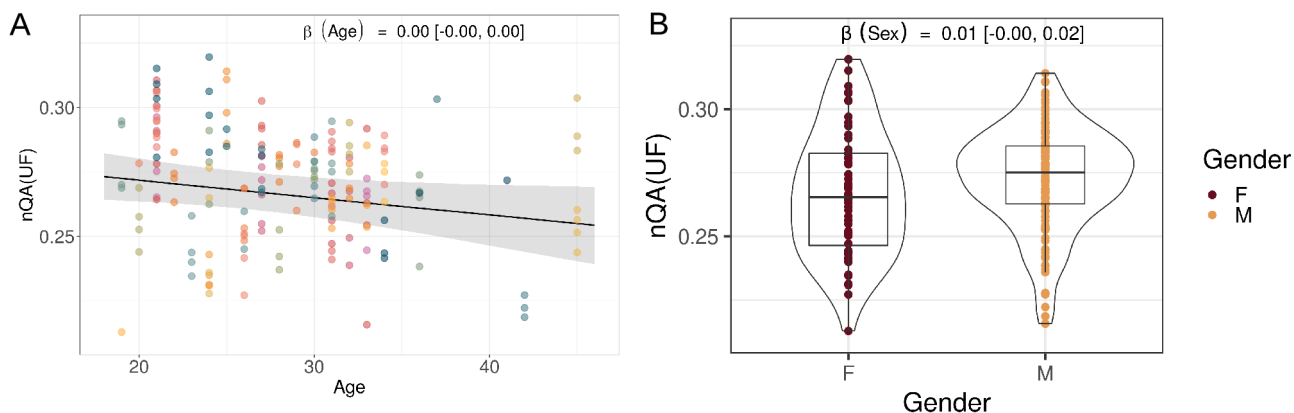 A
β (Age) = 0.00 [-0.00, 0.00]
nQA(UF)
0.30
0.25
20
30
40
Age
B
β (Sex) = 0.01 [-0.00, 0.02]
nQA(UF)
0.30
0.25
F
M
Gender
Gender
F
M